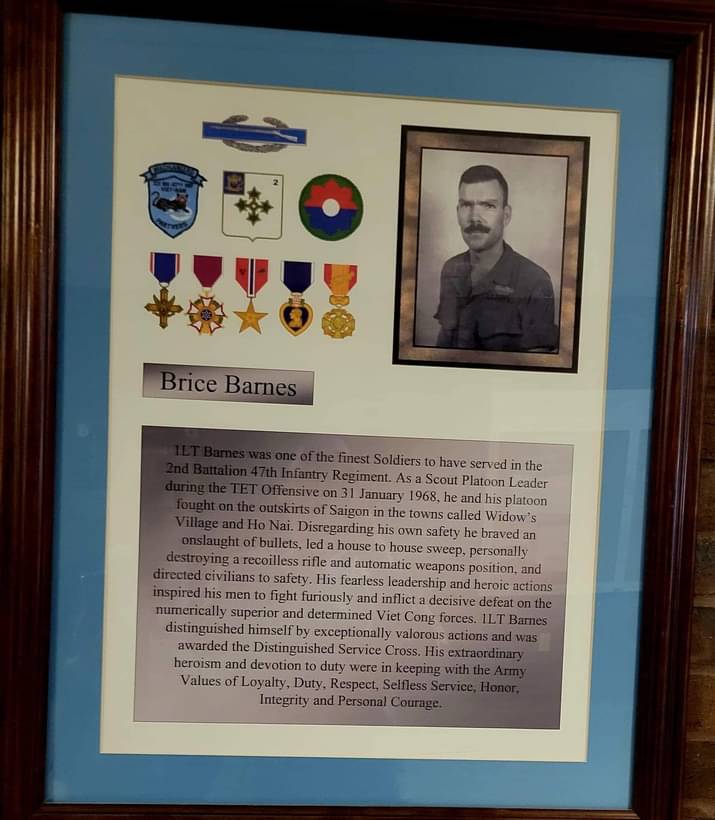 PANTHERS
2
Brice Barnes
1LT Barnes was one of the finest Soldiers to have served in the
2nd Battalion 47th Infantry Regiment. As a Scout Platoon Leader
during the TET Offensive on 31 January 1968, he and his platoon
fought on the outskirts of Saigon in the towns called Widow's
Village and Ho Nai. Disregarding his own safety he braved an
onslaught of bullets, led a house to house sweep, personally
destroying a recoilless rifle and automatic weapons position, and
directed civilians to safety. His fearless leadership and heroic actions
inspired his men to fight furiously and inflict a decisive defeat on the
numerically superior and determined Viet Cong forces. 1LT Barnes
distinguished himself by exceptionally valorous actions and was
awarded the Distinguished Service Cross. His extraordinary
heroism and devotion to duty were in keeping with the Army
Values of Loyalty, Duty, Respect, Selfless Service, Honor,
Integrity and Personal Courage.